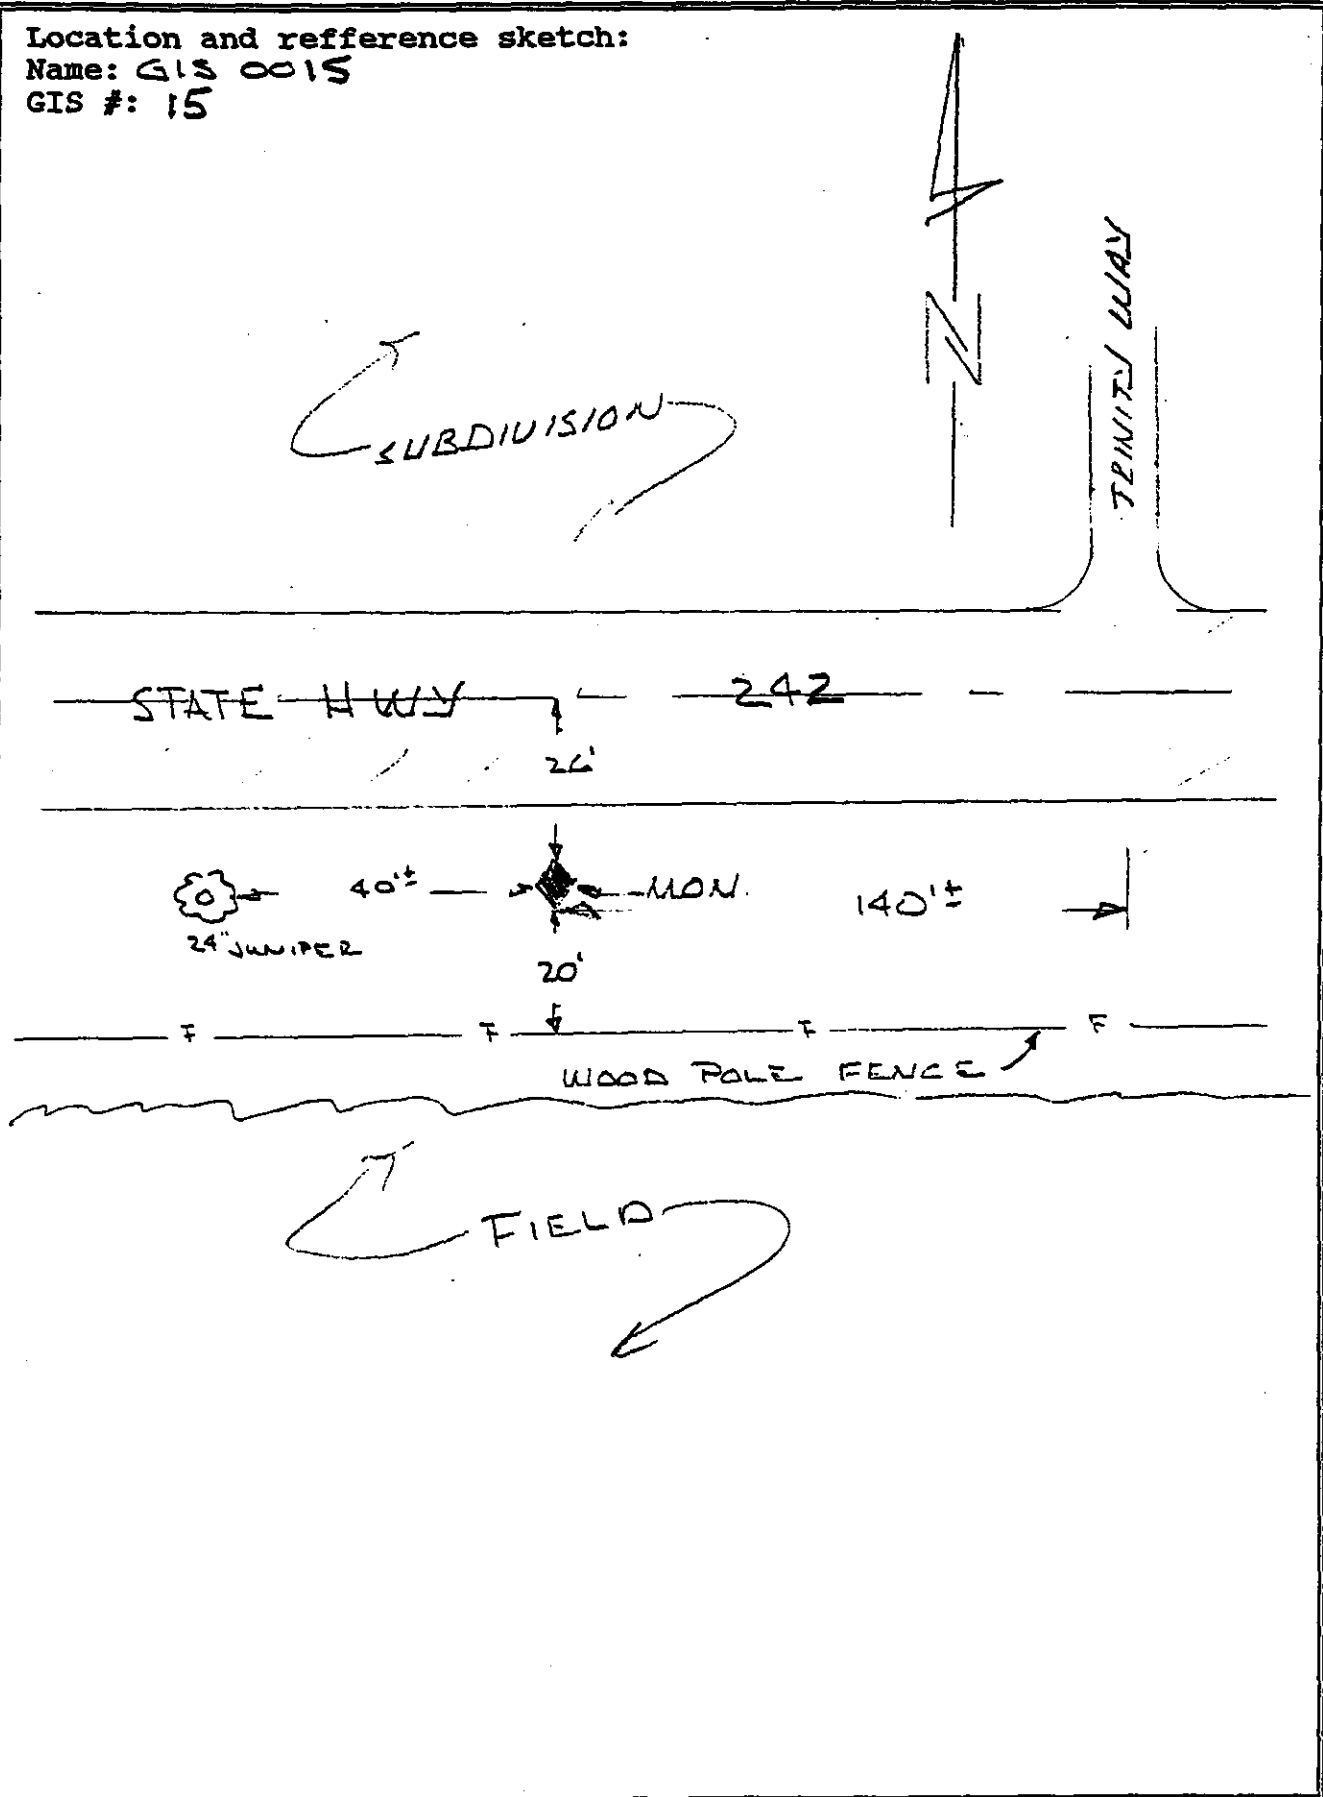 Location and refference sketch:
Name: GIS 0015
GIS #: 15
N
TRINITY WAY
SUBDIVISION
STATE HWY 242
40'±
MON.
140'±
24" JUNIPER
20'
F F F F
WOOD POLE FENCE
FIELD